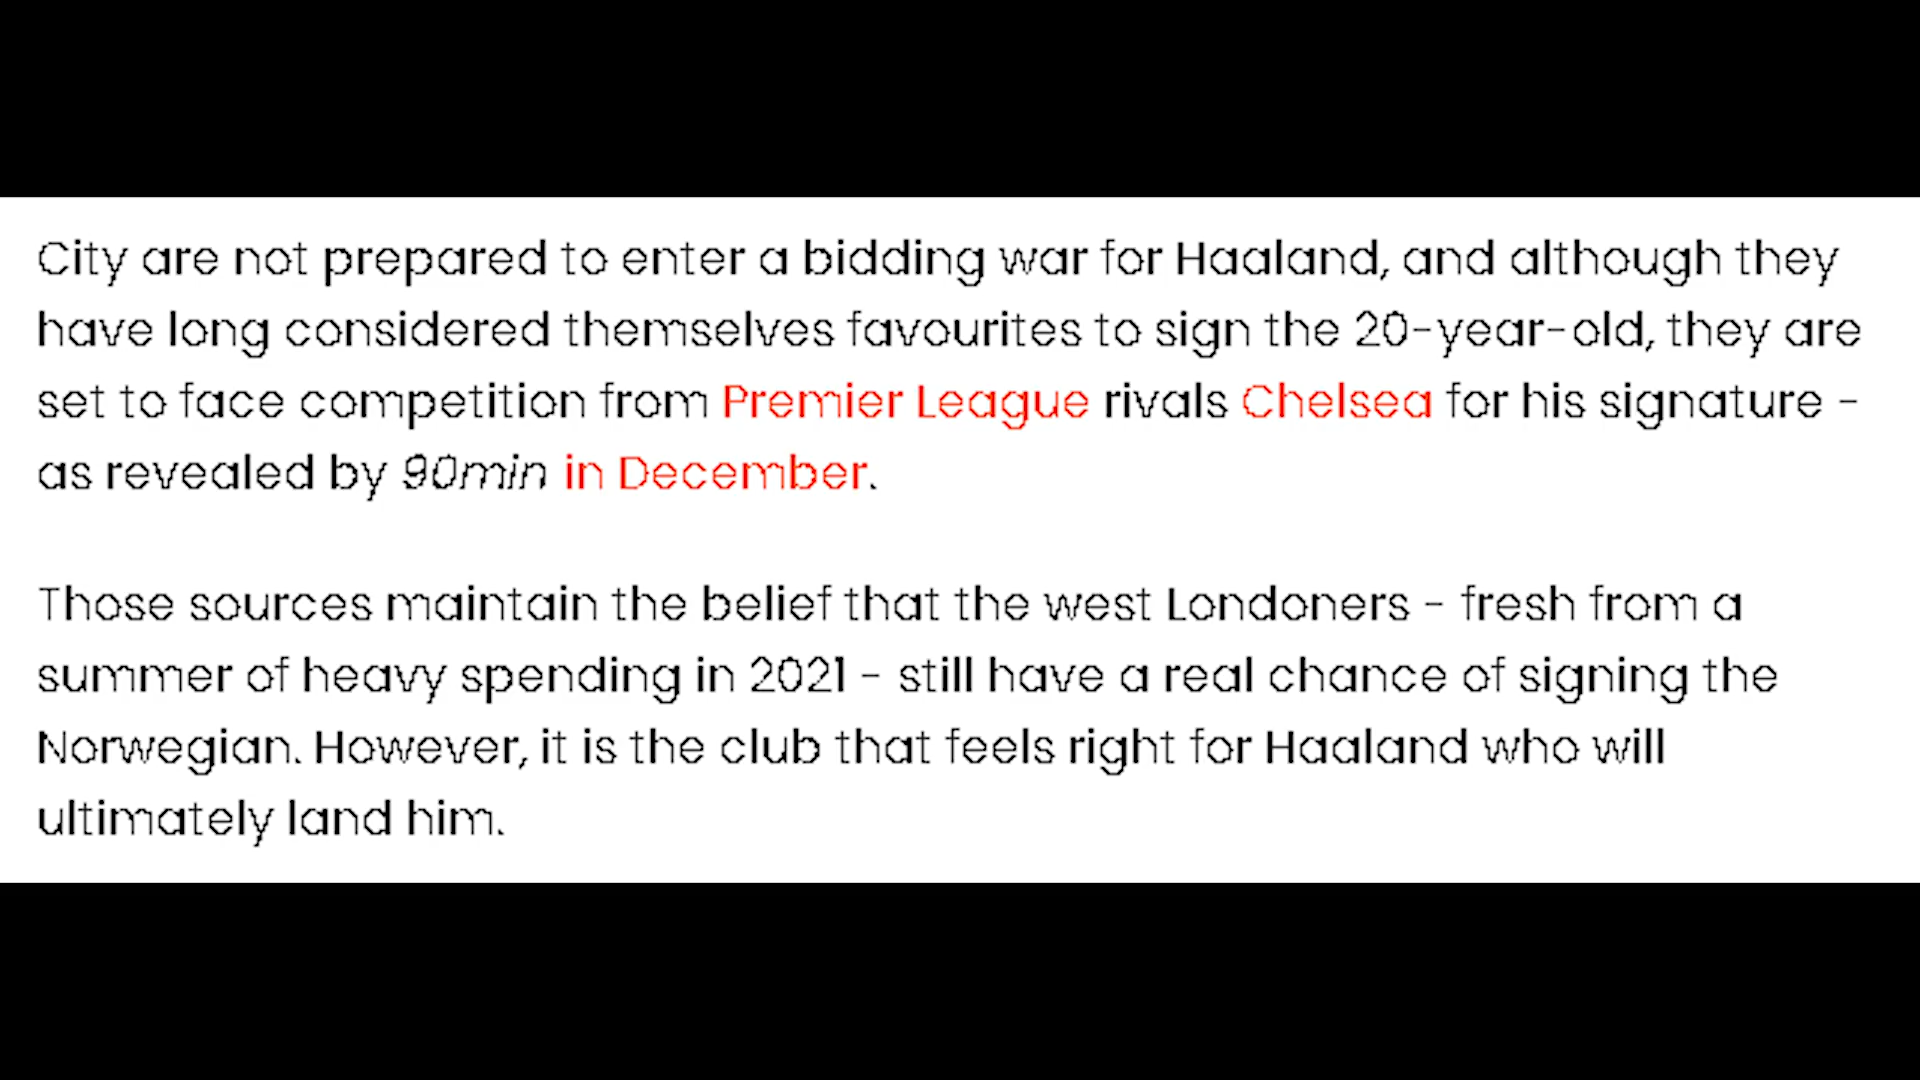 City are not prepared to enter a bidding war for Haaland, and although they
have long considered themselves favourites to sign the 20-year-old, they are
set to face competition from Premier League rivals Chelsea for his signature -
as revealed by 90min in December.
Those sources maintain the belief that the west Londoners - fresh from a
summer of heavy spending in 2021 - still have a real chance of signing the
Norwegian. However, it is the club that feels right for Haaland who will
ultimately land him.